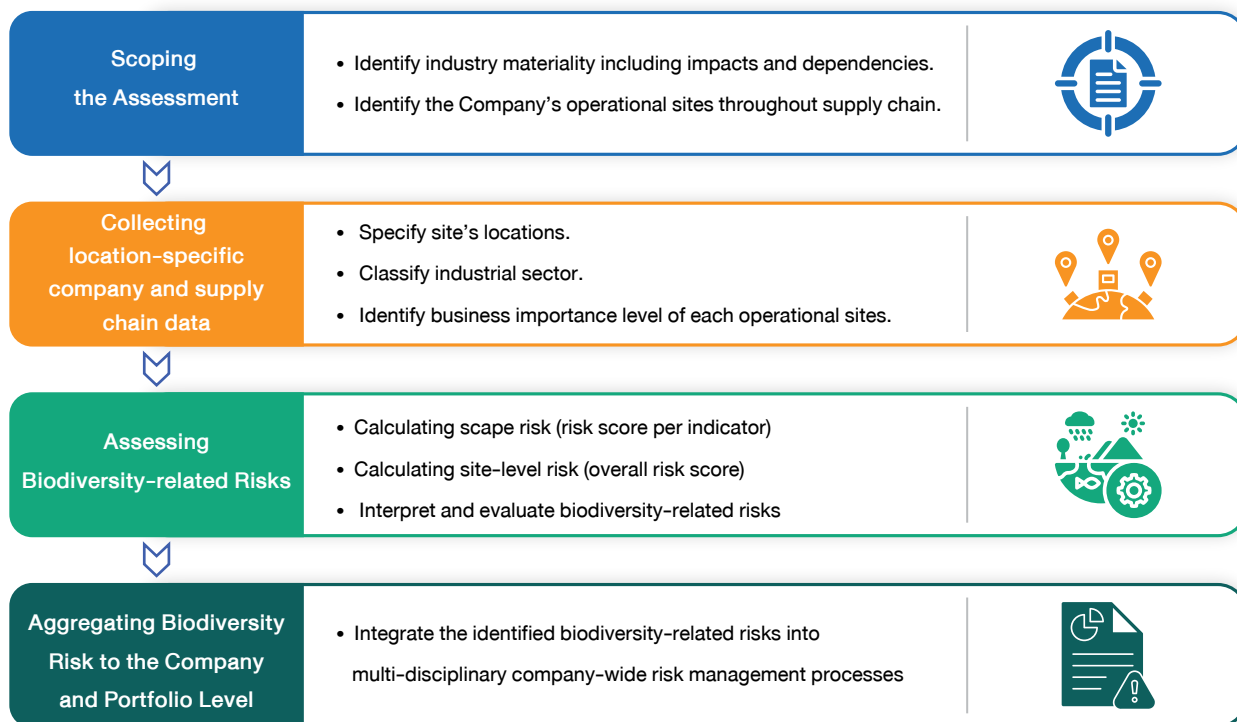 Scoping
the Assessment
• Identify industry materiality including impacts and dependencies.
• Identify the Company's operational sites throughout supply chain.
Collecting
location-specific
company and supply
chain data
• Specify site's locations.
• Classify industrial sector.
• Identify business importance level of each operational sites.
Assessing
Biodiversity-related Risks
• Calculating scape risk (risk score per indicator)
• Calculating site-level risk (overall risk score)
• Interpret and evaluate biodiversity-related risks
Aggregating Biodiversity
Risk to the Company
and Portfolio Level
• Integrate the identified biodiversity-related risks into
multi-disciplinary company-wide risk management processes